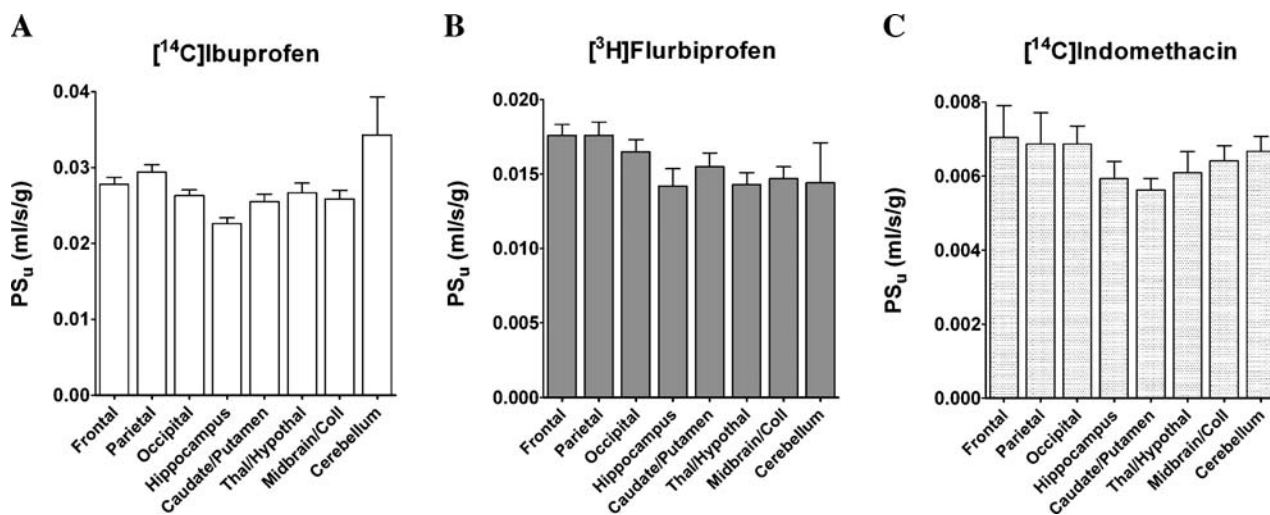 A
[¹⁴C]Ibuprofen
PSᵤ (ml/s/g)
0.04
0.03
0.02
0.01
0.00
Frontal
Parietal
Occipital
Hippocampus
Caudate/Putamen
Thal/Hypothal
Midbrain/Coll
Cerebellum
B
[³H]Flurbiprofen
PSᵤ (ml/s/g)
0.020
0.015
0.010
0.005
0.000
Frontal
Parietal
Occipital
Hippocampus
Caudate/Putamen
Thal/Hypothal
Midbrain/Coll
Cerebellum
C
[¹⁴C]Indomethacin
PSᵤ (ml/s/g)
0.008
0.006
0.004
0.002
0.000
Frontal
Parietal
Occipital
Hippocampus
Caudate/Putamen
Thal/Hypothal
Midbrain/Coll
Cerebellum